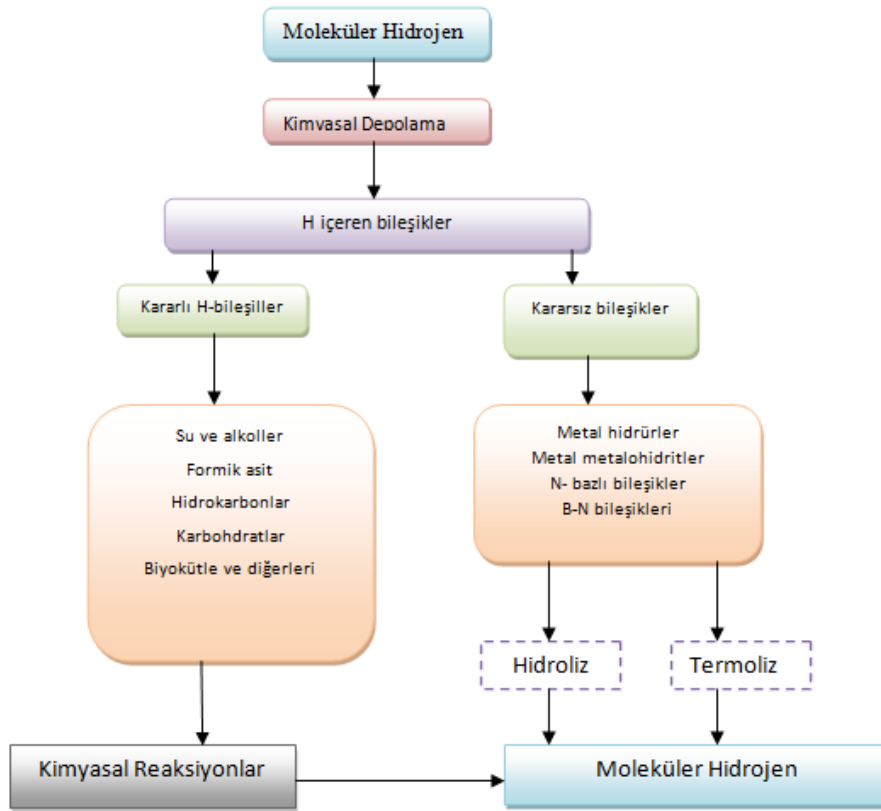 Moleküler Hidrojen
Kimyasal Depolama
H içeren bileşikler
Kararlı H-bileşiller
Kararsız bileşikler
Su ve alkoller
Formik asit
Hidrokarbonlar
Karbohdratlar
Biyokütle ve diğerleri
Metal hidrürler
Metal metalohidritler
N- bazlı bileşikler
B-N bileşikleri
Hidroliz
Termoliz
Kimyasal Reaksiyonlar
Moleküler Hidrojen